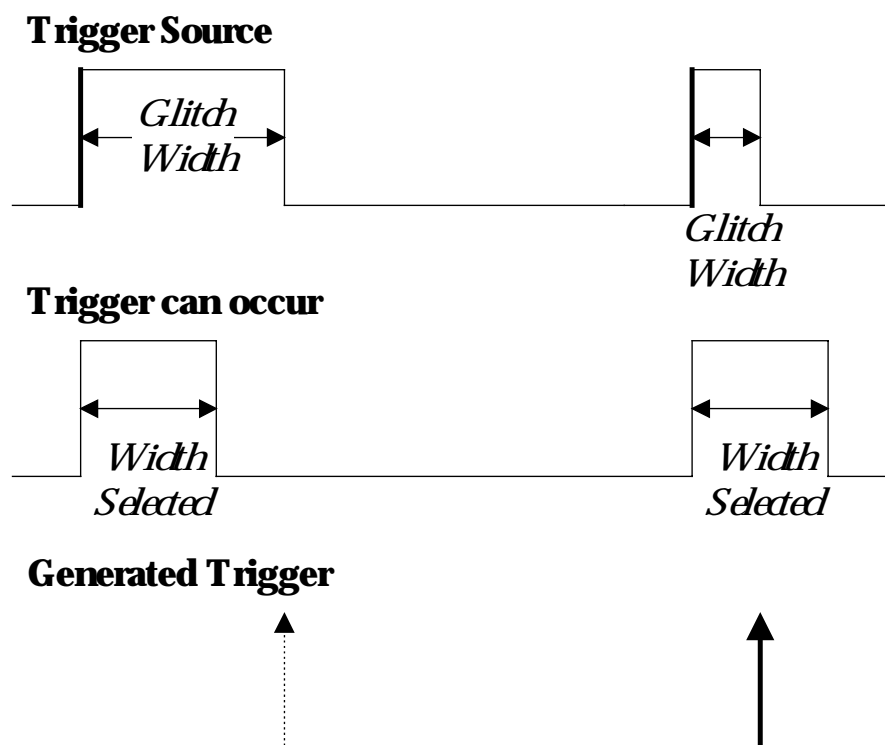 Trigger Source
Glitch
Width
Glitch
Width
Trigger can occur
Width
Selected
Width
Selected
Generated Trigger